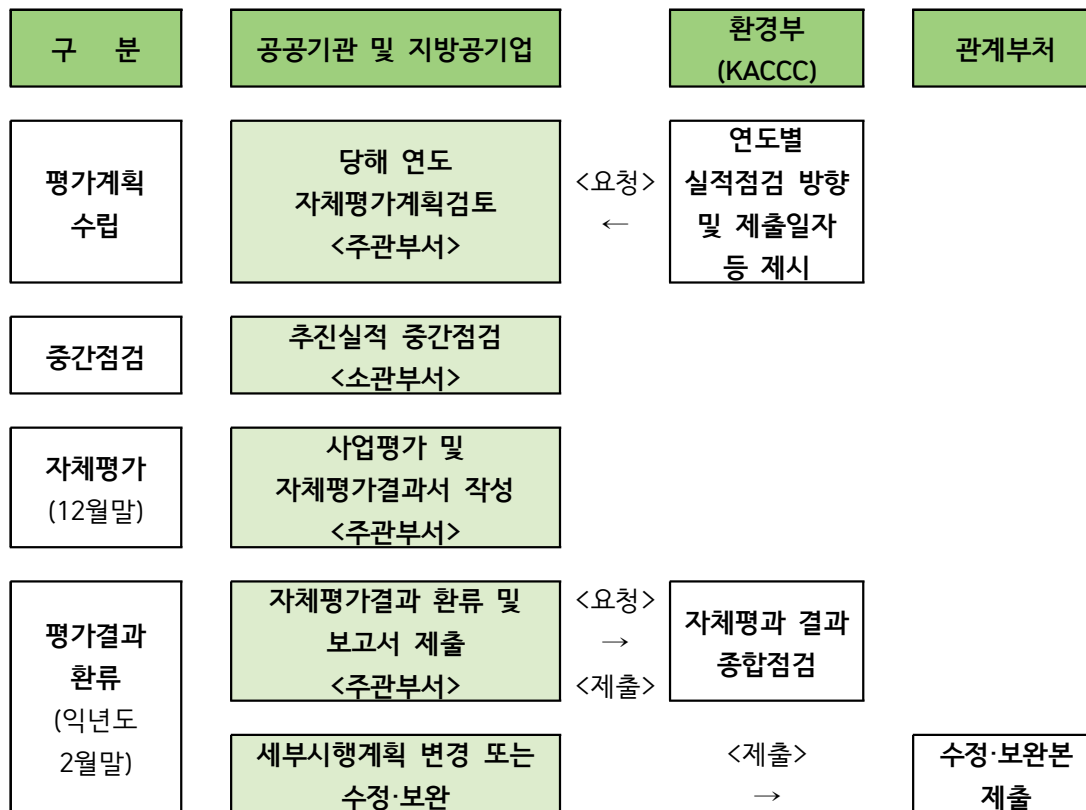 구 분
공공기관 및 지방공기업
환경부
(KACCC)
관계부처
평가계획
수립
당해 연도
자체평가계획검토
<주관부서>
<요청>
←
연도별
실적점검 방향
및 제출일자
등 제시
중간점검
추진실적 중간점검
<소관부서>
자체평가
(12월말)
사업평가 및
자체평가결과서 작성
<주관부서>
평가결과
환류
(익년도
2월말)
자체평가결과 환류 및
보고서 제출
<주관부서>
<요청>
→
<제출>
자체평과 결과
종합점검
세부시행계획 변경 또는
수정·보완
<제출>
→
수정·보완본
제출